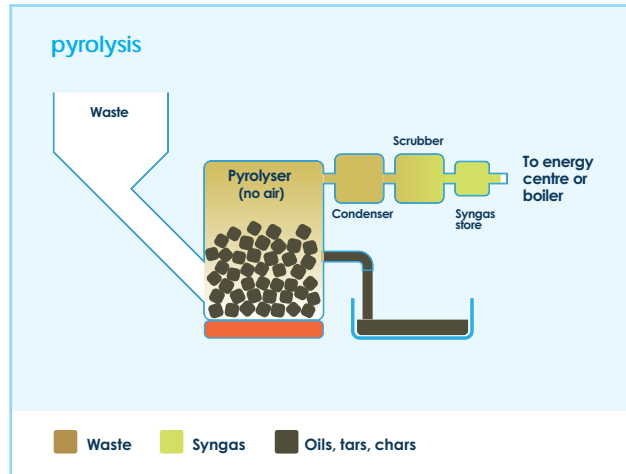 pyrolysis
Waste
Scrubber
Pyrolyser
(no air)
To energy
centre or
boiler
Condenser
Syngas
store
Waste
Syngas
Oils, tars, chars